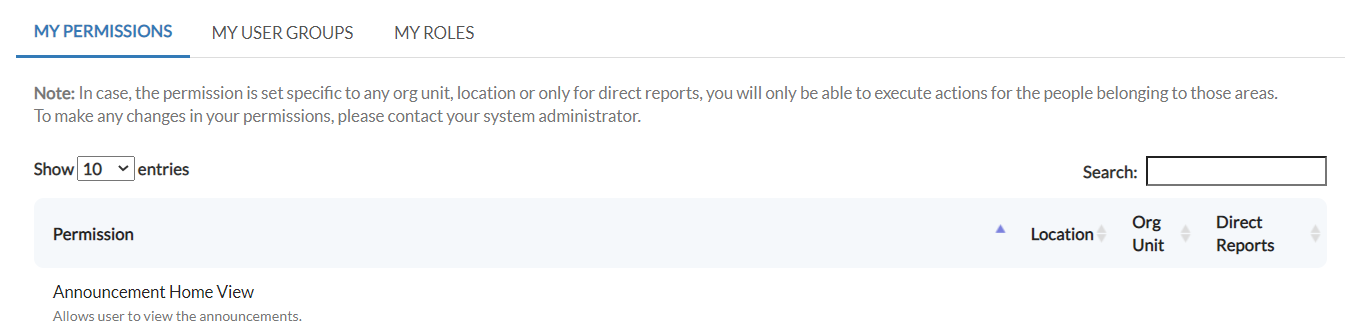 MY PERMISSIONS MY USER GROUPS MY ROLES
Note: In case, the permission is set specific to any org unit, location or only for direct reports, you will only be able to execute actions for the people belonging to those areas.
To make any changes in your permissions, please contact your system administrator.
Show 10 entries
Search:
Permission
Location
Org
Unit
Direct
Reports
Announcement Home View
Allows user to view the announcements.